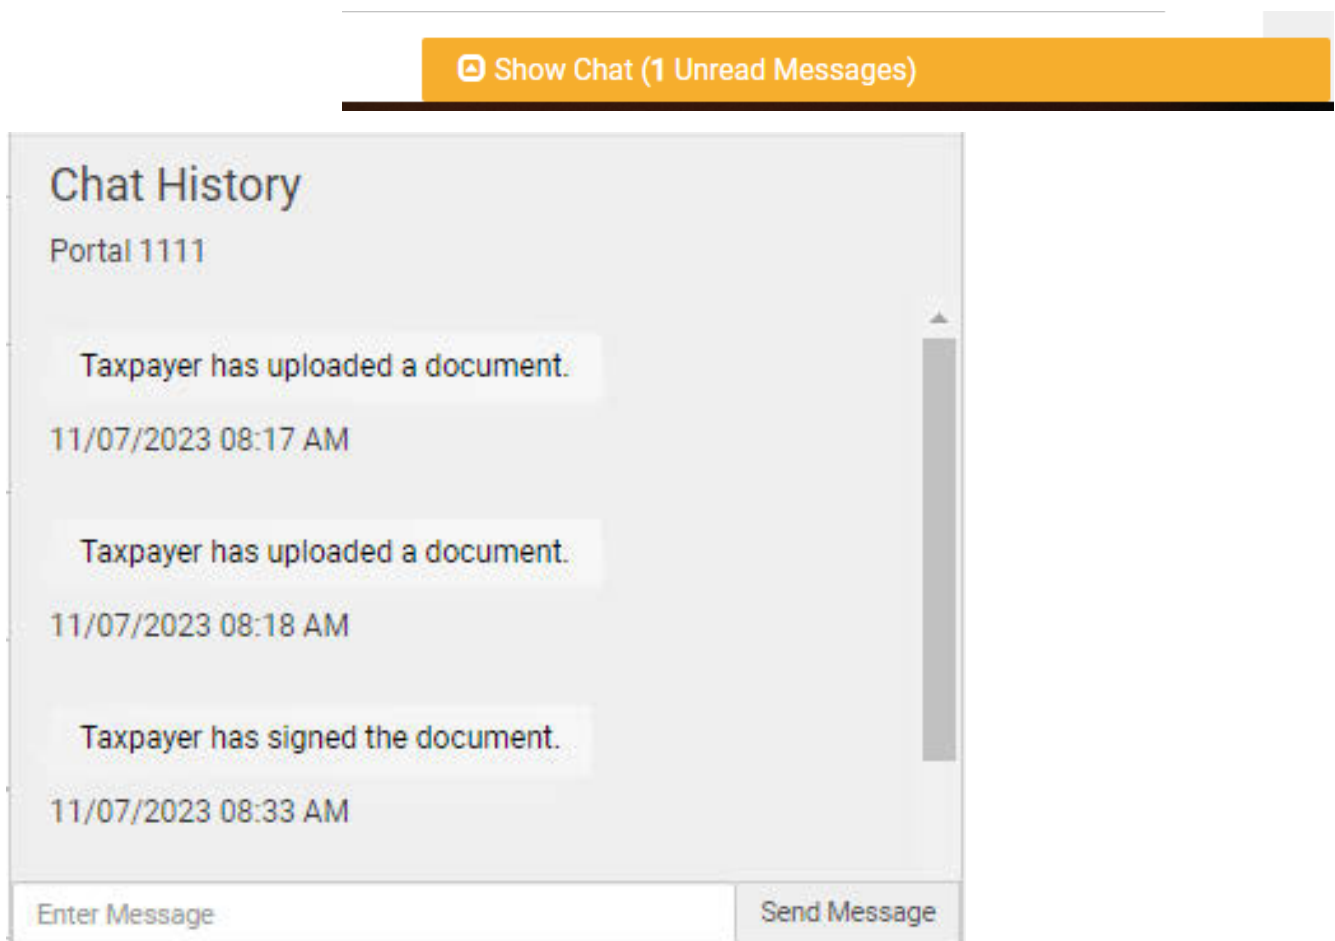 Show Chat (1 Unread Messages)
Chat History
Portal 1111
Taxpayer has uploaded a document.
11/07/2023 08:17 AM
Taxpayer has uploaded a document.
11/07/2023 08:18 AM
Taxpayer has signed the document.
11/07/2023 08:33 AM
Enter Message
Send Message